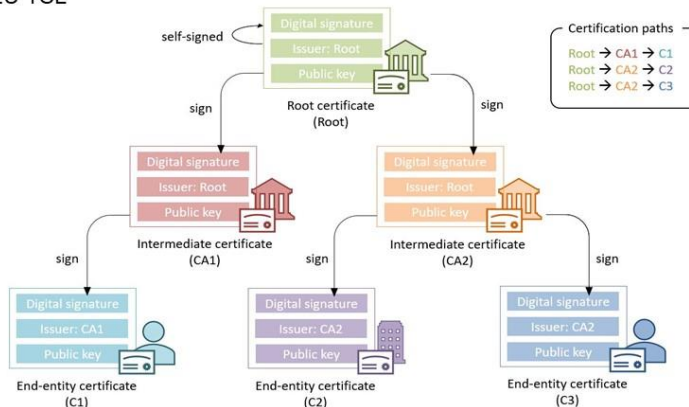 Digital signature
self-signed
Issuer: Root
Public key
Root certificate
(Root)
Certification paths
Root → CA1 → C1
Root → CA2 → C2
Root → CA2 → C3
sign
sign
Digital signature
Issuer: Root
Public key
Intermediate certificate
(CA1)
Digital signature
Issuer: Root
Public key
Intermediate certificate
(CA2)
sign
sign
sign
Digital signature
Issuer: CA1
Public key
End-entity certificate
(C1)
Digital signature
Issuer: CA2
Public key
End-entity certificate
(C2)
Digital signature
Issuer: CA2
Public key
End-entity certificate
(C3)